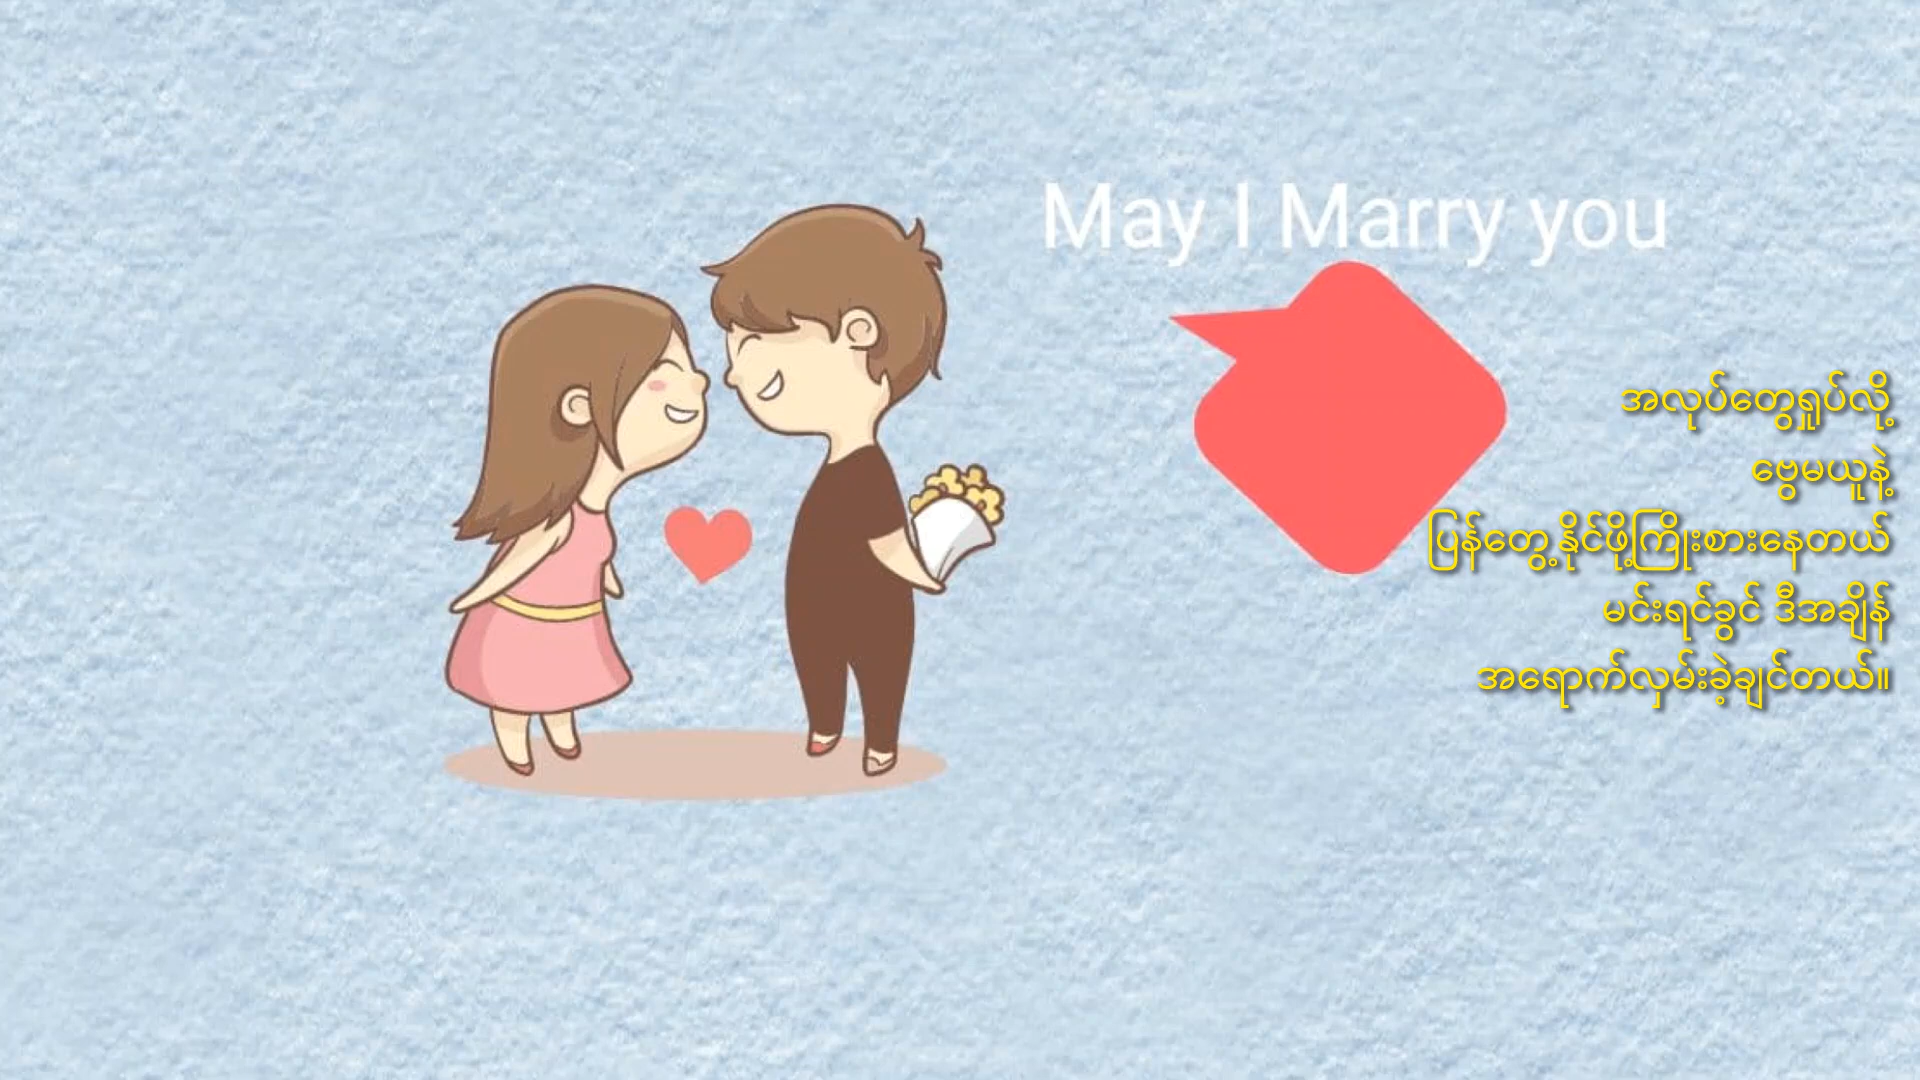 May I Marry you
အလုပ်တွေရှုပ်လို့
ဗွေမယူနဲ့
ပြန်တွေ့နိုင်ဖို့ကြိုးစားနေတယ်
မင်းရင်ခွင် ဒီအချိန်
အရောက်လှမ်းခဲ့ချင်တယ်။